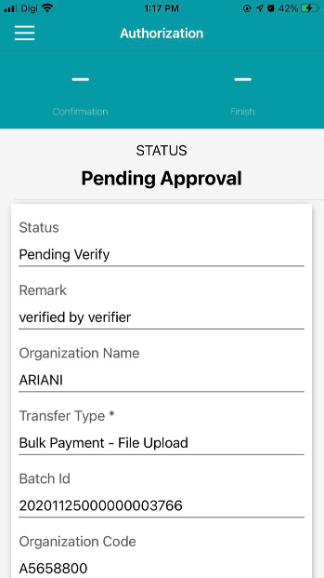 Digi 1:17 PM 42%
Authorization
Confirmation Finish
STATUS
Pending Approval
Status
Pending Verify
Remark
verified by verifier
Organization Name
ARIANI
Transfer Type *
Bulk Payment - File Upload
Batch Id
20201125000000003766
Organization Code
A5658800